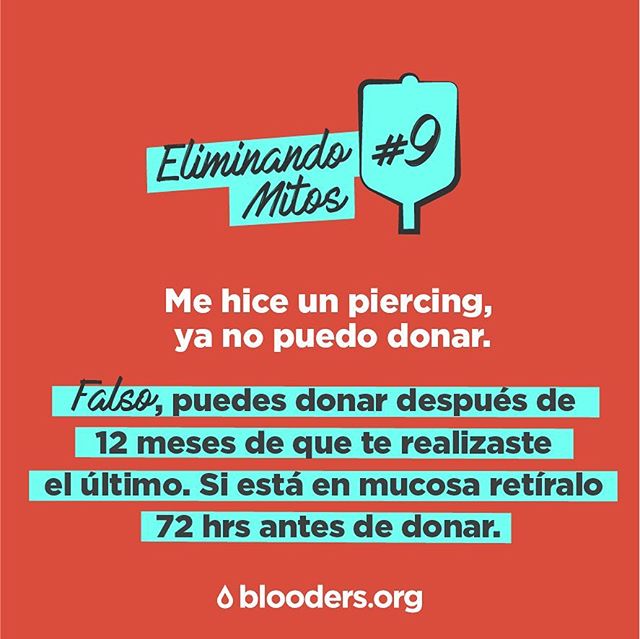 Eliminando
Mitos
#9
Me hice un piercing,
ya no puedo donar.
Falso, puedes donar después de
12 meses de que te realizaste
el último. Si está en mucosa retíralo
72 hrs antes de donar.
blooders.org